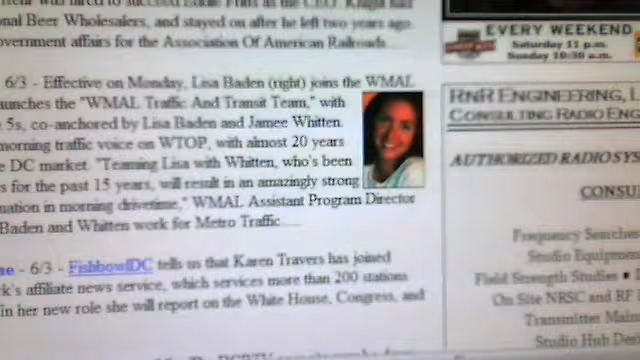 onal Beer Wholesalers, and stayed on after he left two years ago.
overnment affairs for the Association Of American Railroads.
6/3 - Effective on Monday, Lisa Baden (right) joins the WMAL
unches the "WMAL Traffic And Transit Team," with
5s, co-anchored by Lisa Baden and Jamee Whitten.
morning traffic voice on WTOP, with almost 20 years
e DC market. "Teaming Lisa with Whitten, who's been
s for the past 15 years, will result in an amazingly strong
nation in morning drivetime," WMAL Assistant Program Director
Baden and Whitten work for Metro Traffic.....
ne - 6/3 - FishbowlDC tells us that Karen Travers has joined
k's affiliate news service, which services more than 200 stations
in her new role she will report on the White House, Congress, and
EVERY WEEKEND
Saturday 11 p.m.
Sunday 10:30 a.m.
RNR ENGINEERING, L
CONSULTING RADIO ENG
AUTHORIZED RADIO SYS
CONSU
Frequency Searches
Studio Equipmen
Field Strength Studies •
On Site NRSC and RF
Transmitter Main
Studio Hub Des